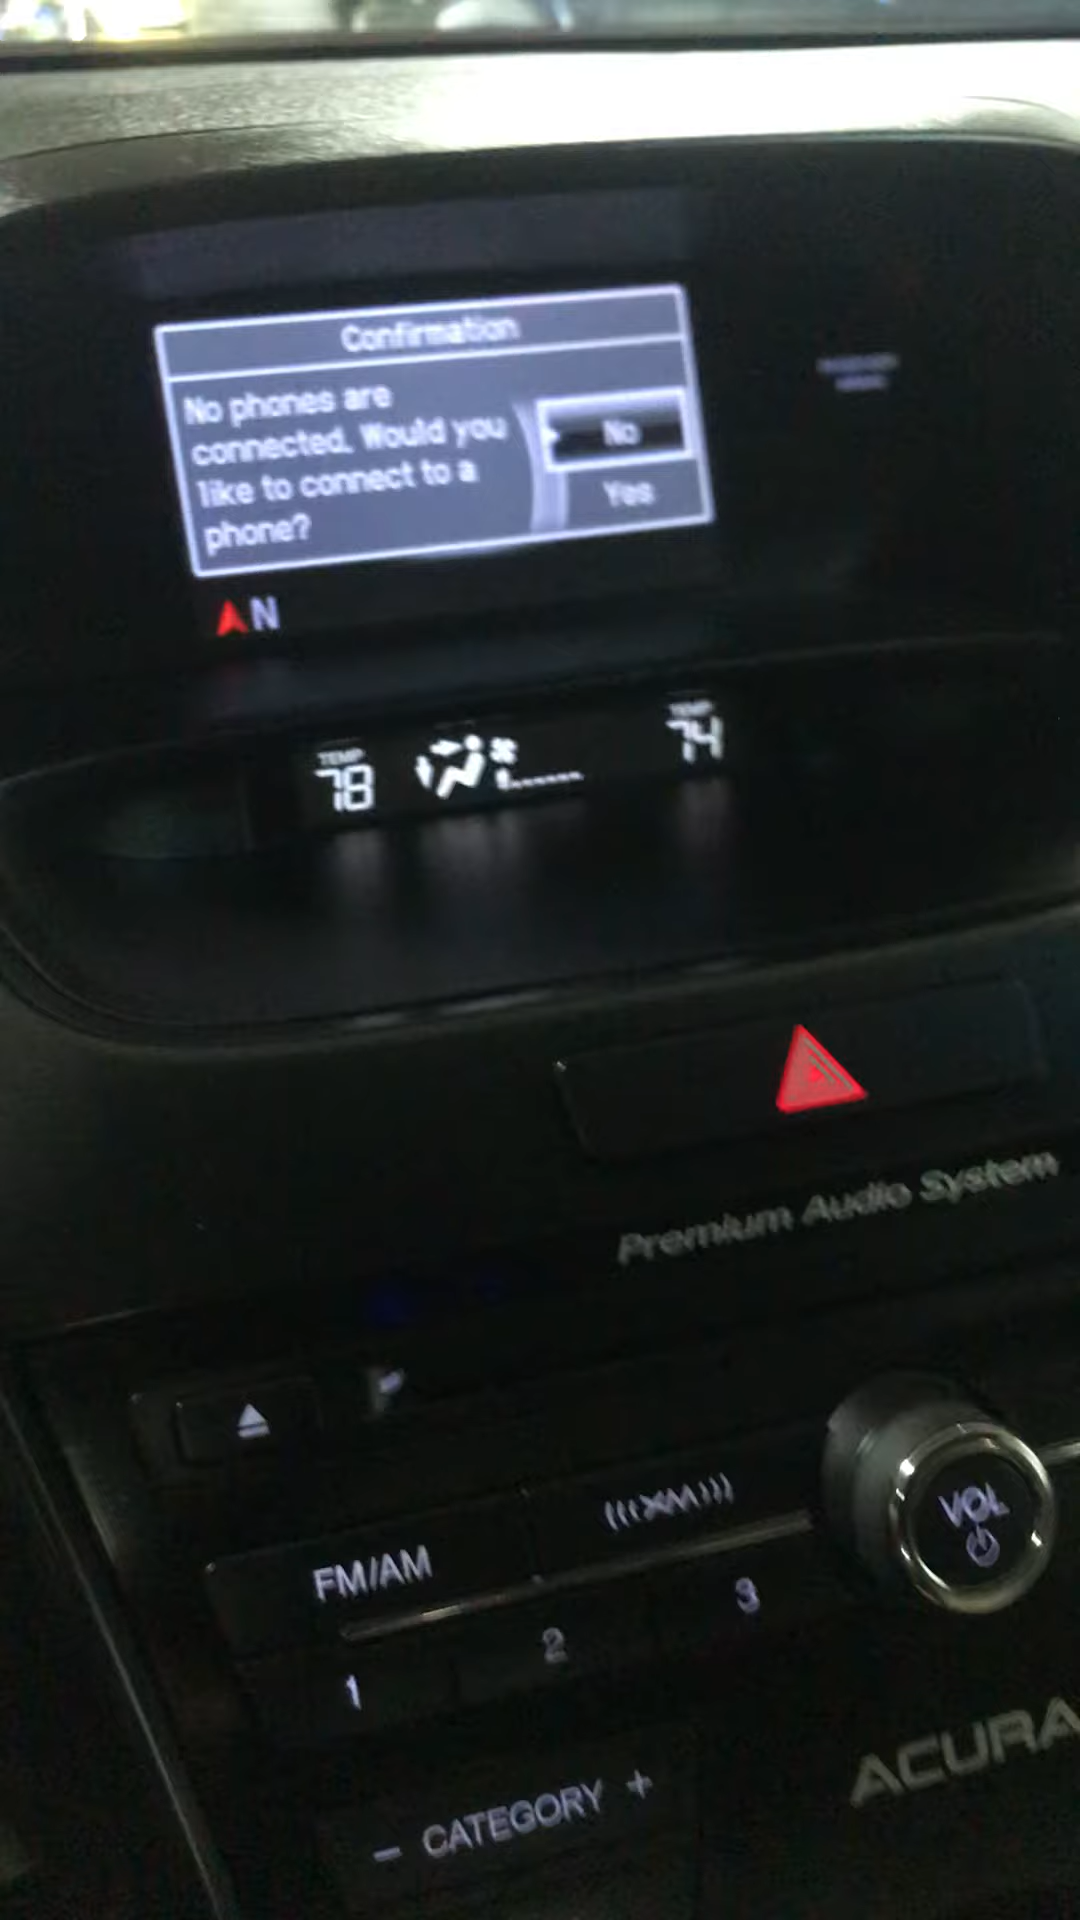 Confirmation
No phones are
connected. Would you
like to connect to a
phone?
No
Yes
N
TEMP
78
TEMP
74
Premium Audio System
(((XM)))
FM/AM
VOL
1
2
3
ACURA
- CATEGORY +